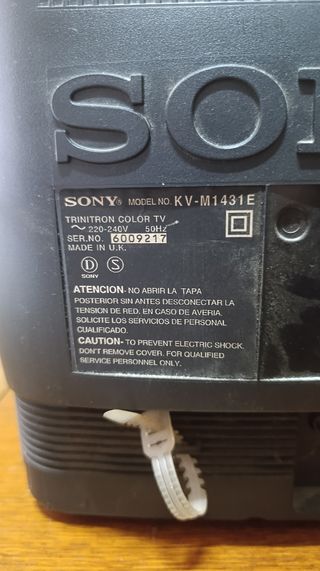 SO
SONY® MODEL NO. KV-M1431E
TRINITRON COLOR TV
~ 220-240V 50Hz
SER.NO. 6009217
MADE IN U.K.
D S
SONY
ATENCION- NO ABRIR LA TAPA
POSTERIOR SIN ANTES DESCONECTAR LA
TENSION DE RED. EN CASO DE AVERIA.
SOLICITE LOS SERVICIOS DE PERSONAL
CUALIFICADO.
CAUTION- TO PREVENT ELECTRIC SHOCK.
DON'T REMOVE COVER. FOR QUALIFIED
SERVICE PERSONNEL ONLY.